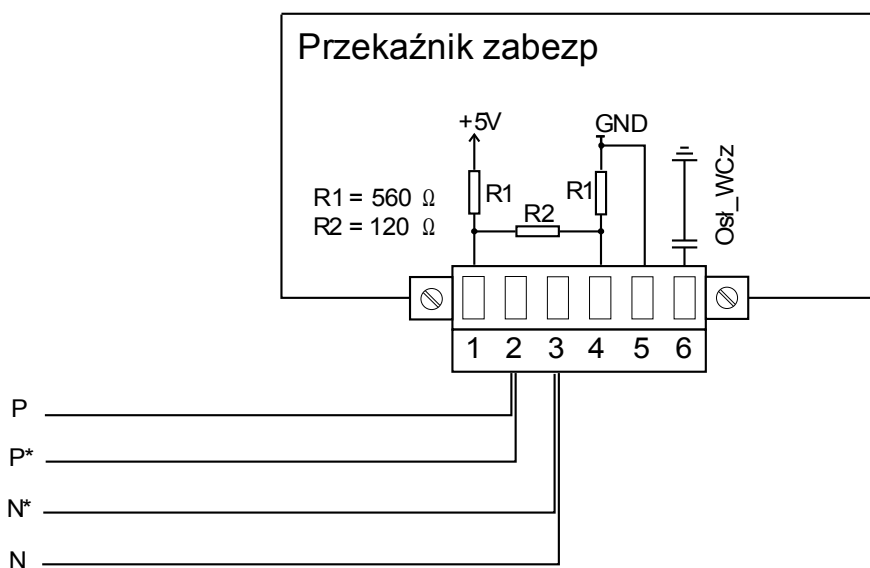 Przekaźnik zabezp
+5V
GND
R1 = 560 Ω
R2 = 120 Ω
R1
R2
R1
Osł_WCz
1 2 3 4 5 6
P
P*
N*
N